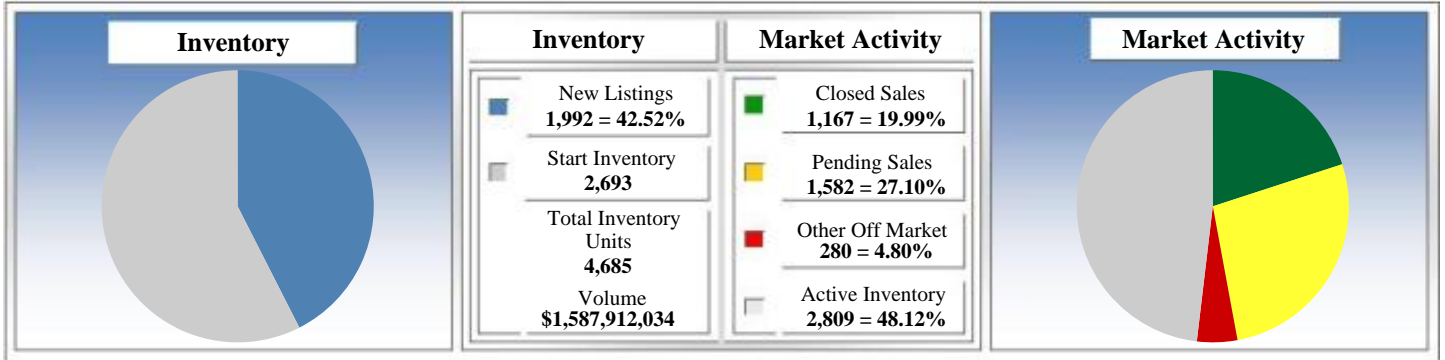 Inventory
Inventory
New Listings
1,992 = 42.52%
Start Inventory
2,693
Total Inventory
Units
4,685
Volume
$1,587,912,034
Market Activity
Closed Sales
1,167 = 19.99%
Pending Sales
1,582 = 27.10%
Other Off Market
280 = 4.80%
Active Inventory
2,809 = 48.12%
Market Activity